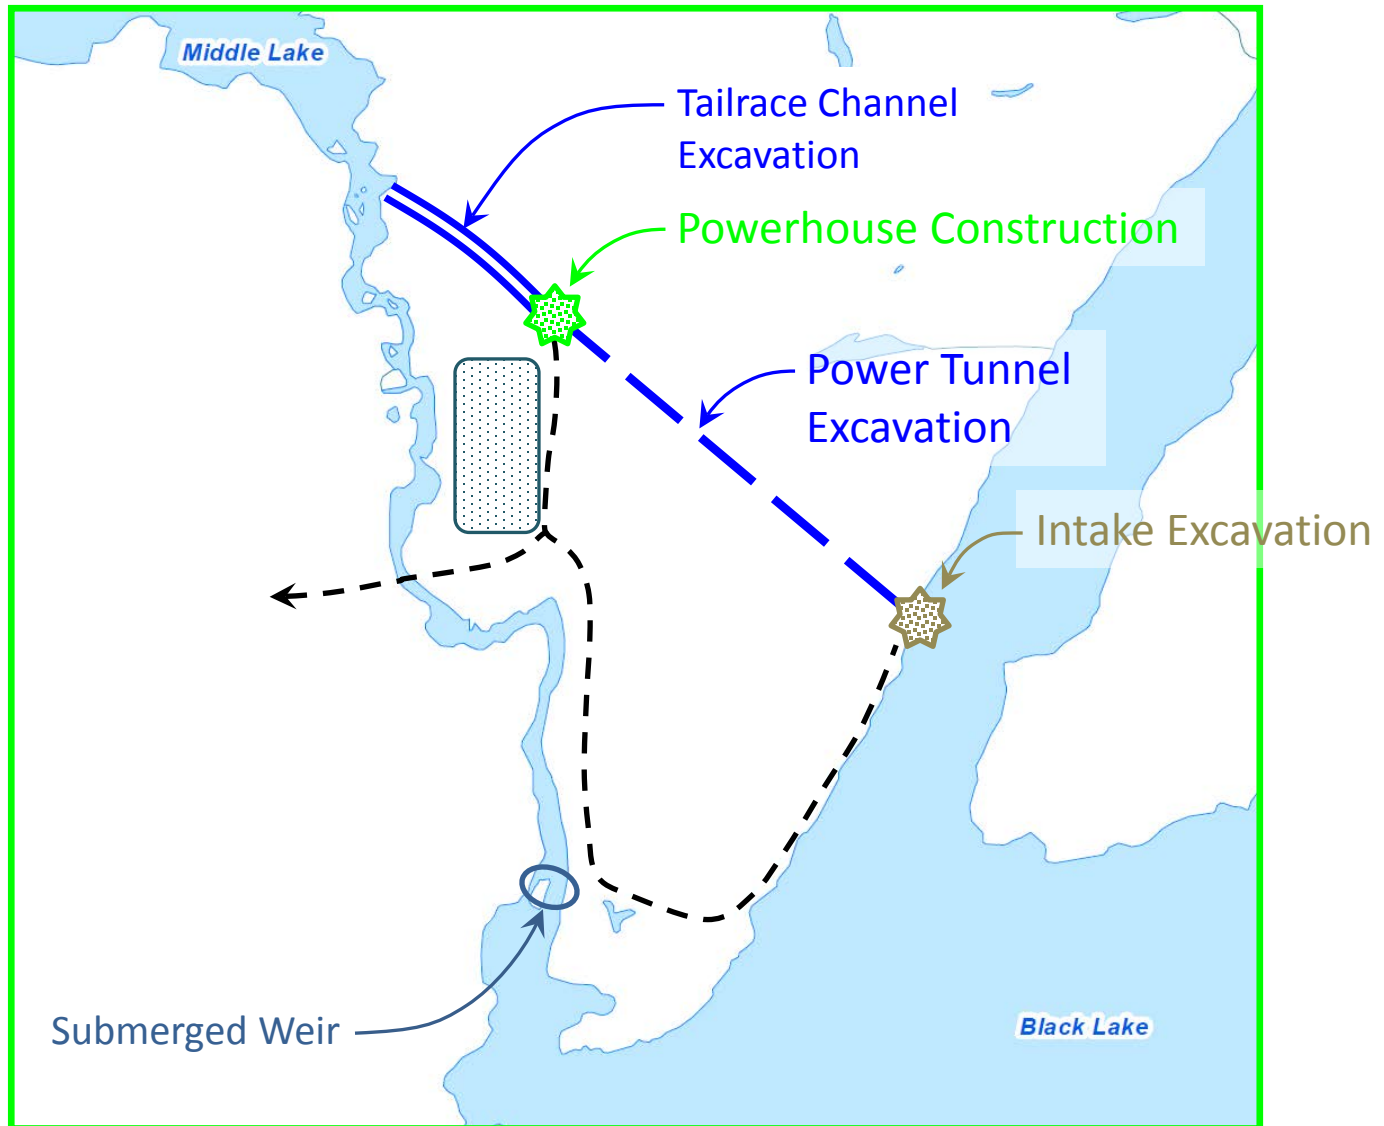 Middle Lake
Tailrace Channel
Excavation
Powerhouse Construction
Power Tunnel
Excavation
Intake Excavation
Submerged Weir
Black Lake